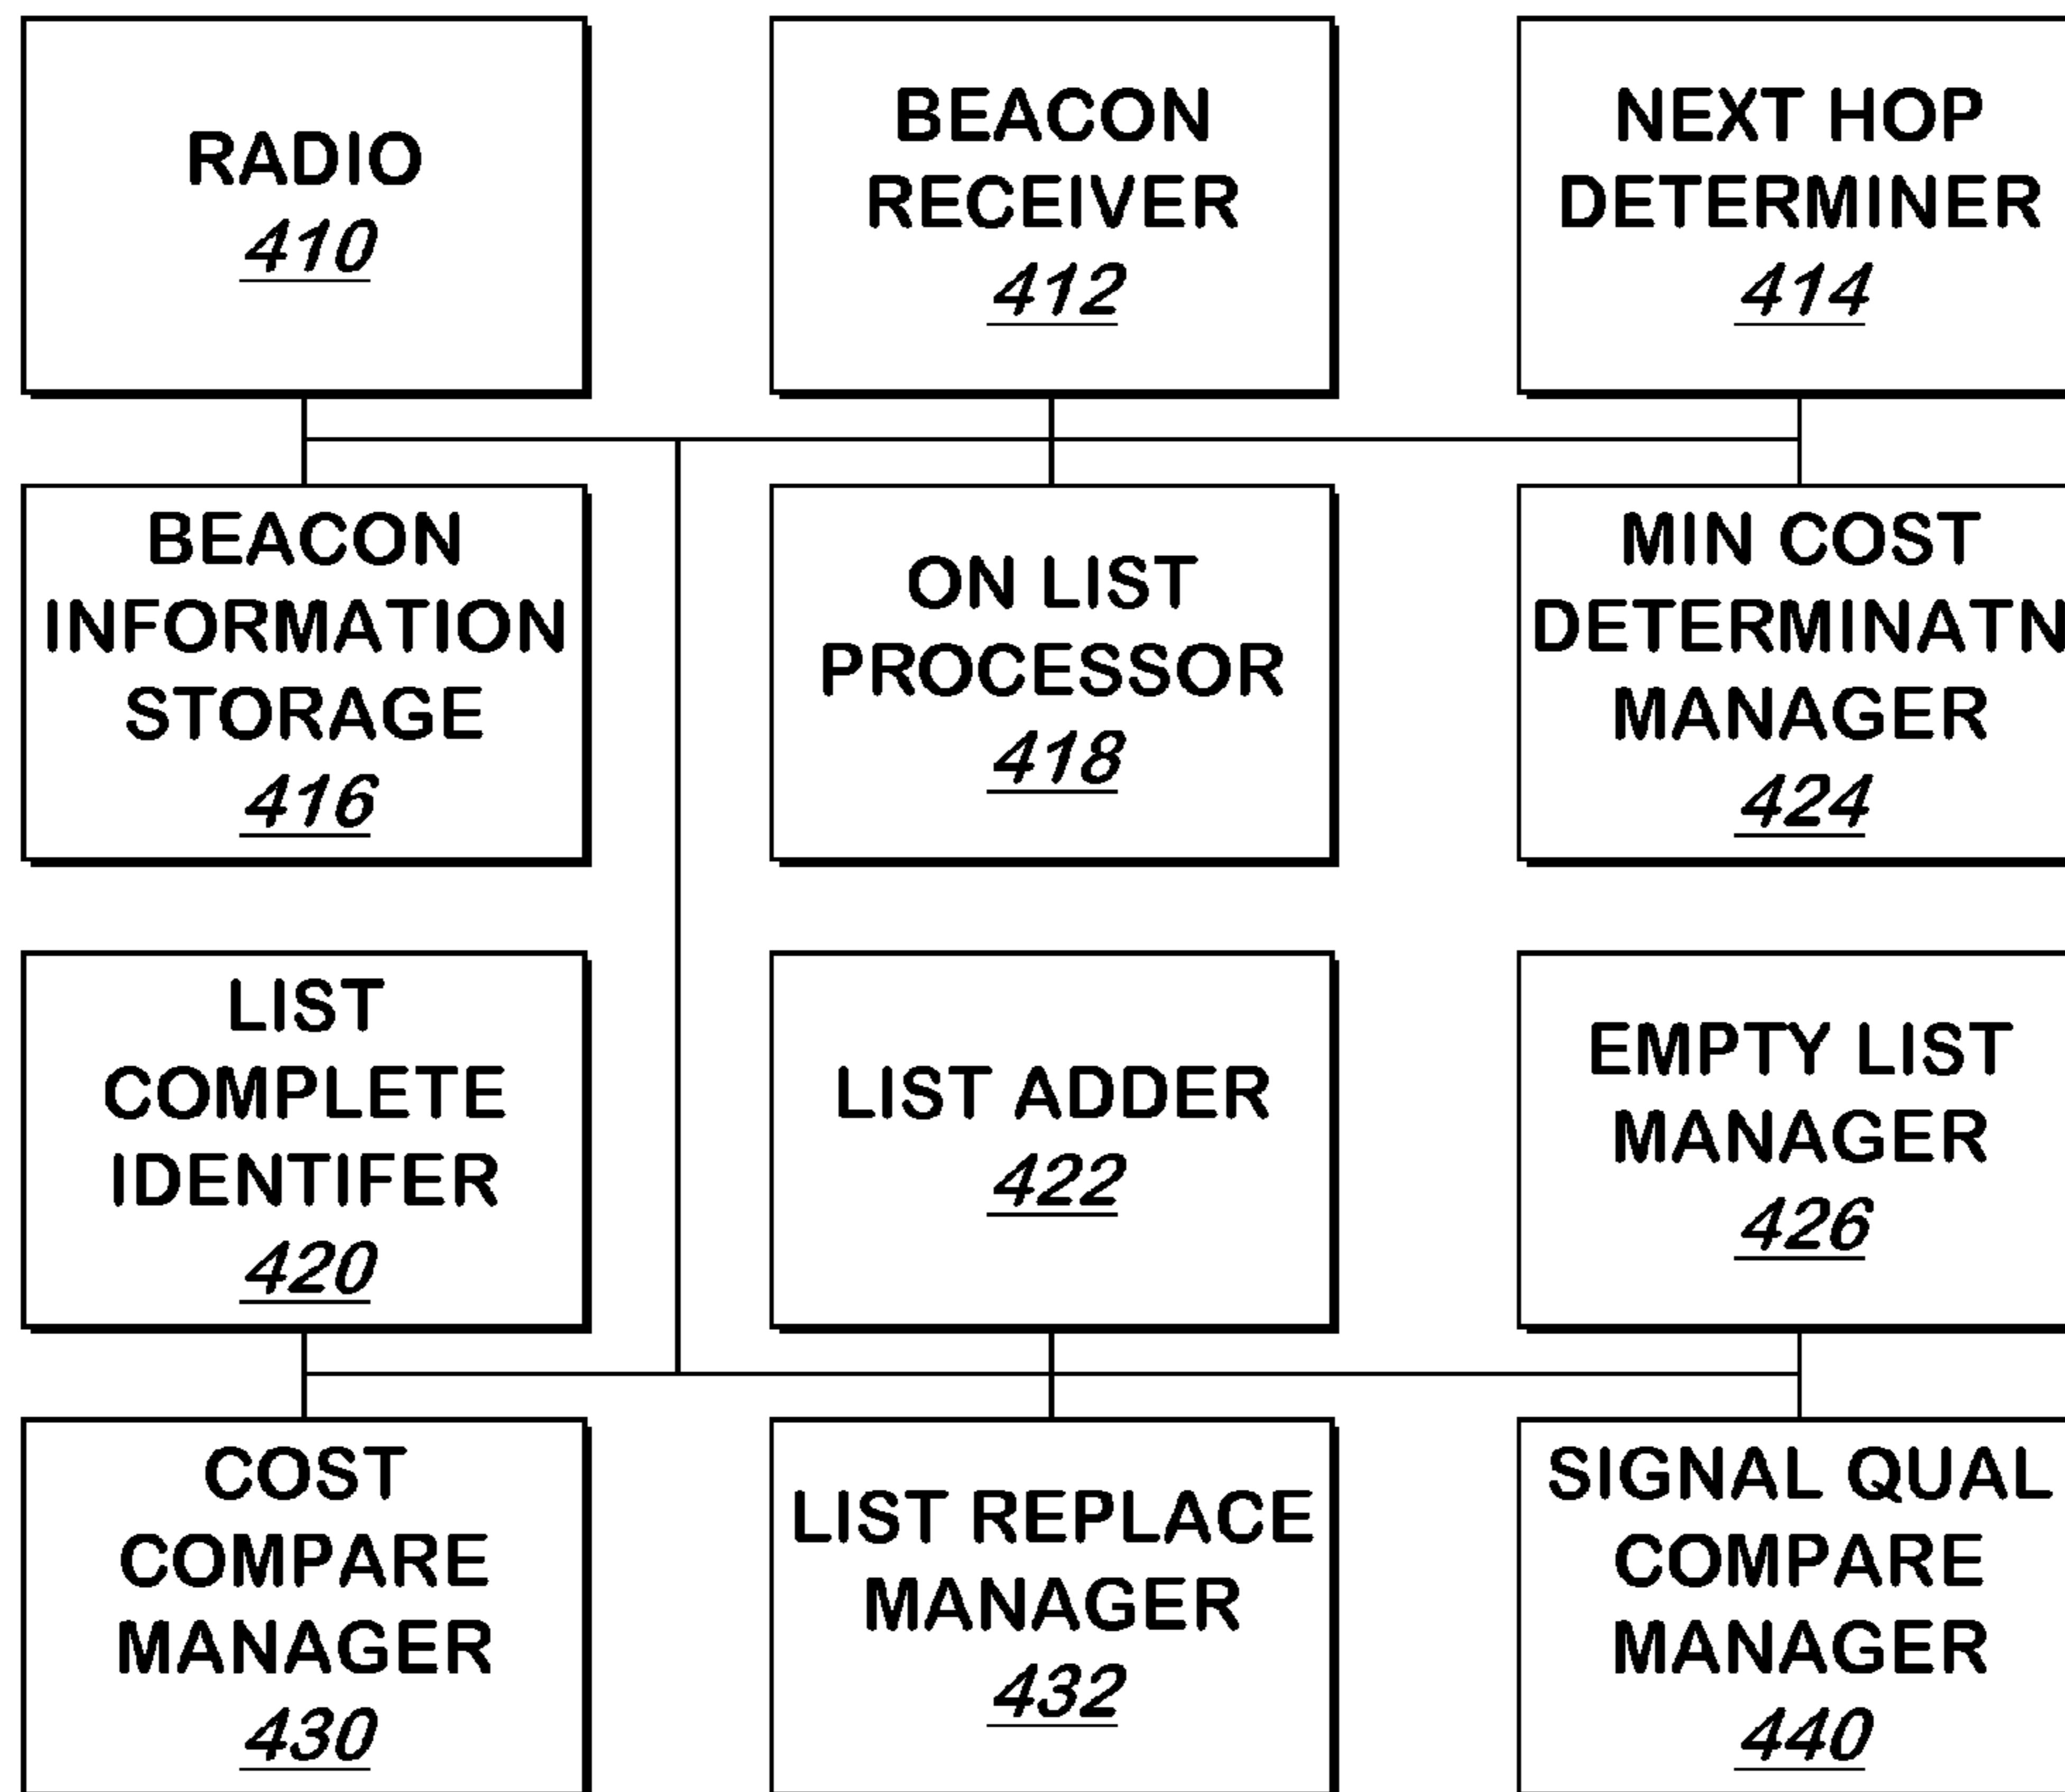 RADIO
410
BEACON
RECEIVER
412
NEXT HOP
DETERMINER
414
BEACON
INFORMATION
STORAGE
416
ON LIST
PROCESSOR
418
MIN COST
DETERMINATN
MANAGER
424
LIST
COMPLETE
IDENTIFER
420
LIST ADDER
422
EMPTY LIST
MANAGER
426
COST
COMPARE
MANAGER
430
LIST REPLACE
MANAGER
432
SIGNAL QUAL
COMPARE
MANAGER
440